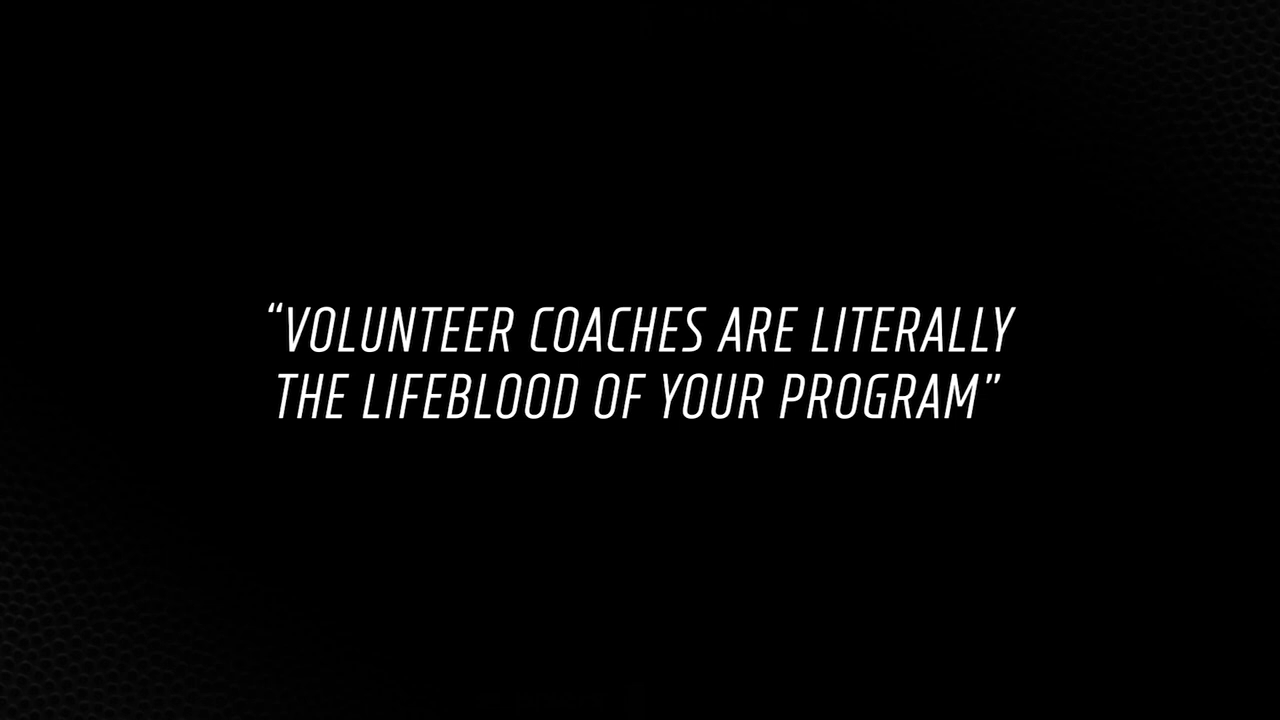 “VOLUNTEER COACHES ARE LITERALLY
THE LIFEBLOOD OF YOUR PROGRAM”